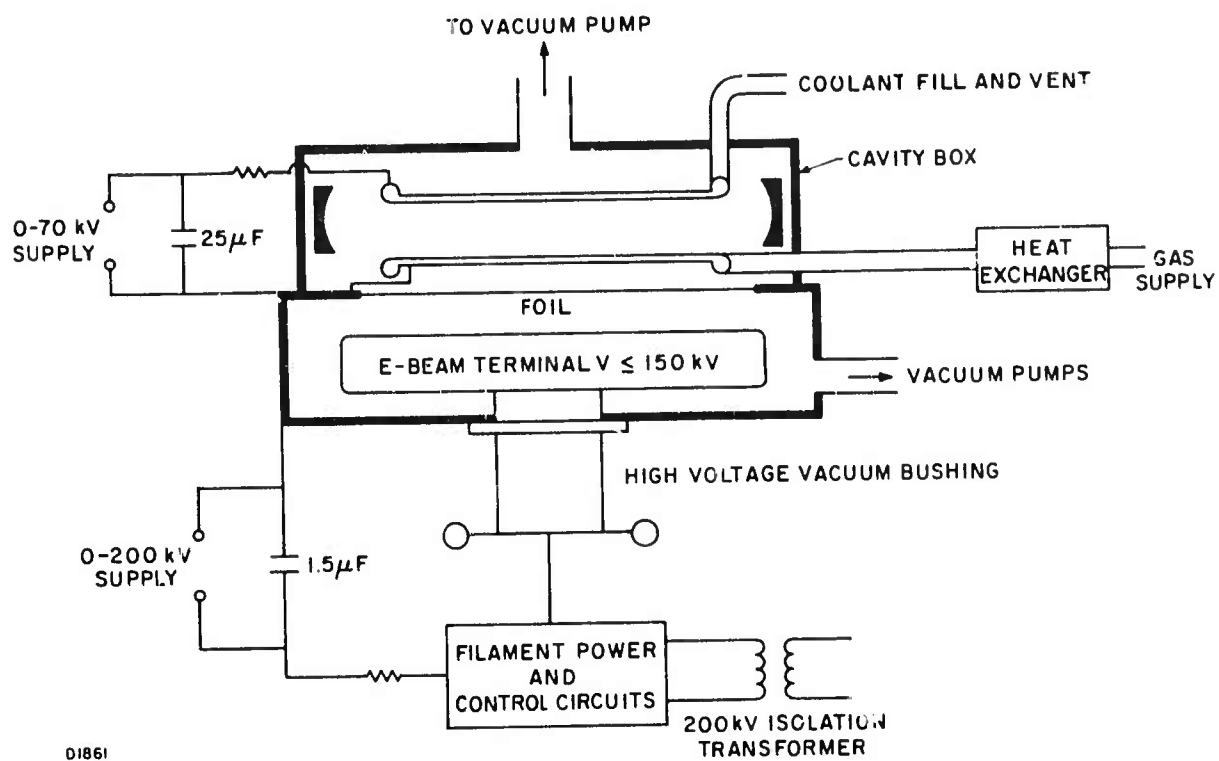 TO VACUUM PUMP
COOLANT FILL AND VENT
CAVITY BOX
0-70 kV
SUPPLY
25μF
HEAT
EXCHANGER
GAS
SUPPLY
FOIL
E-BEAM TERMINAL V ≤ 150 kV
VACUUM PUMPS
HIGH VOLTAGE VACUUM BUSHING
0-200 kV
SUPPLY
1.5μF
FILAMENT POWER
AND
CONTROL CIRCUITS
200kV ISOLATION
TRANSFORMER
D1861